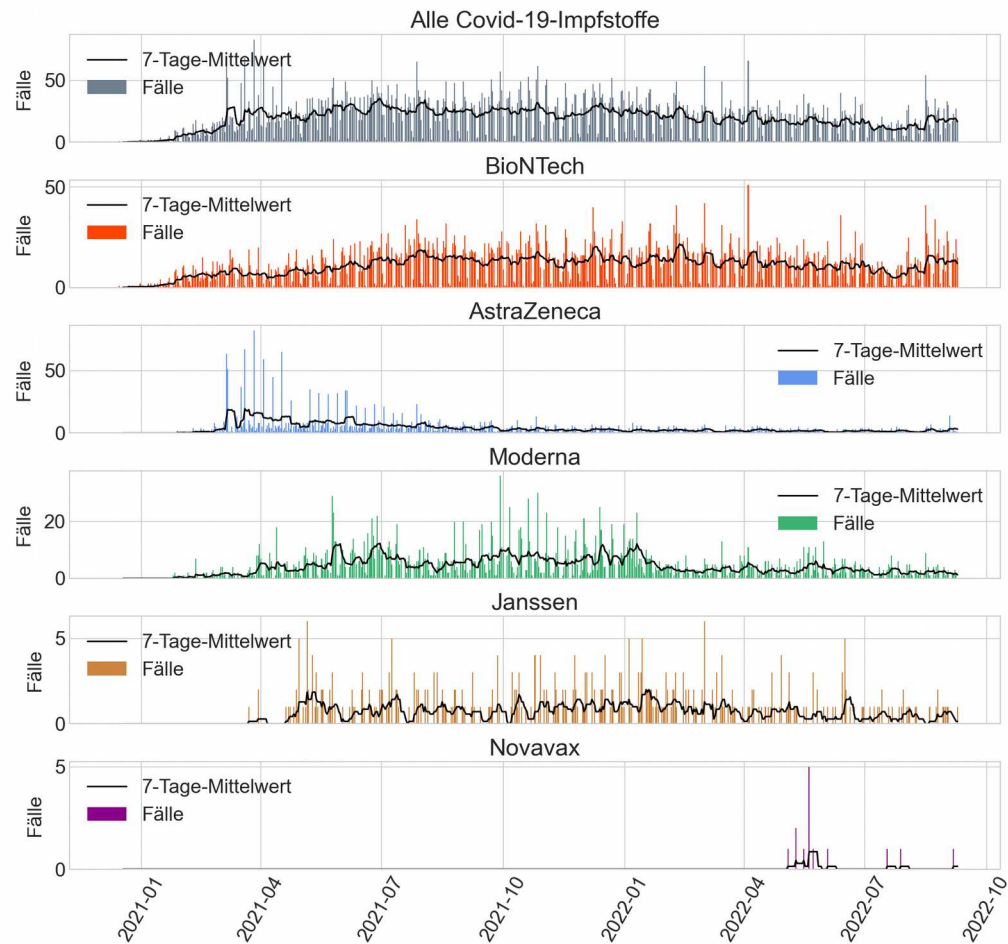 Alle Covid-19-Impfstoffe
Fälle
50
0
7-Tage-Mittelwert
Fälle
BioNTech
Fälle
50
25
0
7-Tage-Mittelwert
Fälle
AstraZeneca
Fälle
50
0
7-Tage-Mittelwert
Fälle
Moderna
Fälle
20
0
7-Tage-Mittelwert
Fälle
Janssen
Fälle
5
0
7-Tage-Mittelwert
Fälle
Novavax
Fälle
5
0
7-Tage-Mittelwert
Fälle
2021-01
2021-04
2021-07
2021-10
2022-01
2022-04
2022-07
2022-10